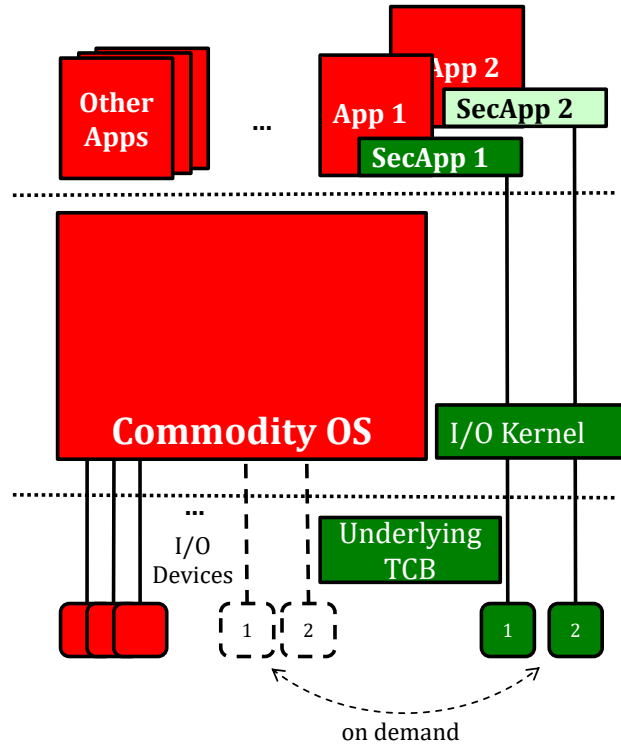 App 2
Other
Apps
...
App 1
SecApp 2
SecApp 1
Commodity OS
I/O Kernel
...
I/O
Devices
Underlying
TCB
1
2
1
2
on demand